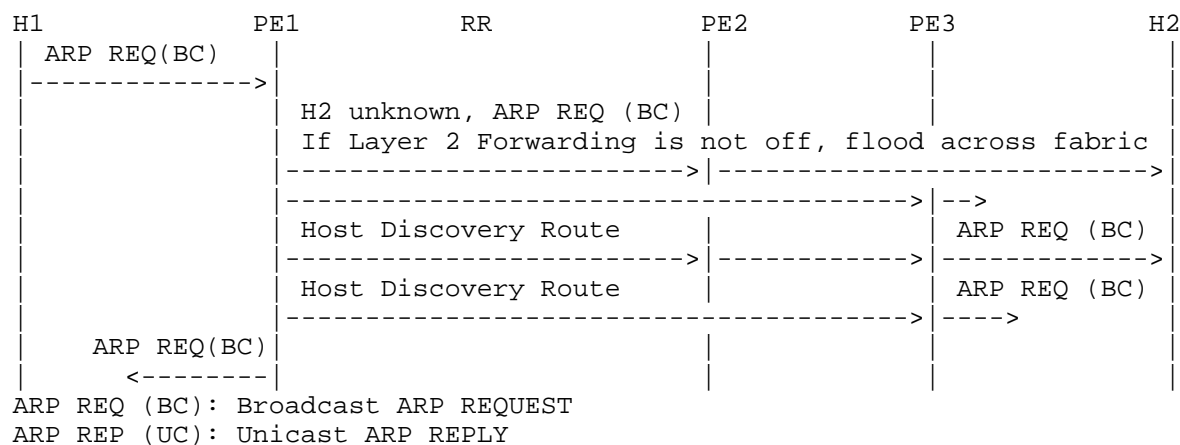 H1 PE1 RR PE2 PE3 H2
ARP REQ(BC)
H2 unknown, ARP REQ (BC)
If Layer 2 Forwarding is not off, flood across fabric
Host Discovery Route ARP REQ (BC)
Host Discovery Route ARP REQ (BC)
ARP REQ(BC)
ARP REQ (BC): Broadcast ARP REQUEST
ARP REP (UC): Unicast ARP REPLY